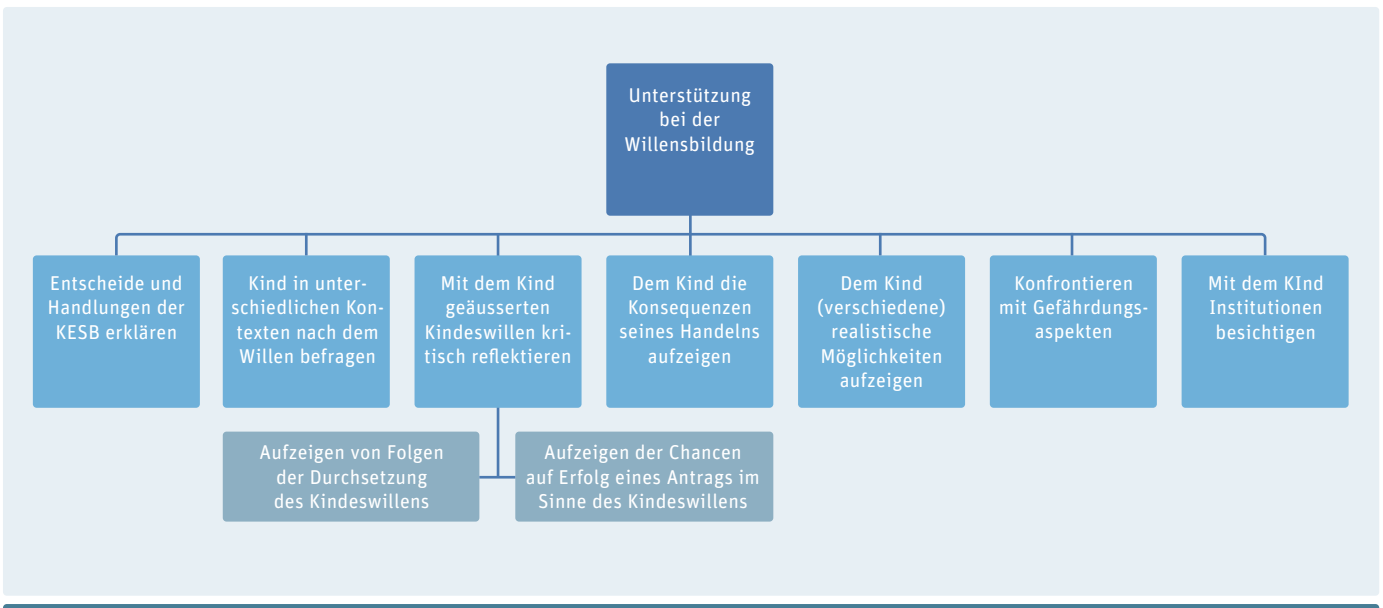 Unterstützung
bei der
Willensbildung
Entscheide und
Handlungen der
KESB erklären
Kind in unter-
schiedlichen Kon-
texten nach dem
Willen befragen
Mit dem Kind
geäusserten
Kindeswillen kri-
tisch reflektieren
Dem Kind die
Konsequenzen
seines Handelns
aufzeigen
Dem Kind
(verschiedene)
realistische
Möglichkeiten
aufzeigen
Konfrontieren
mit Gefährdungs-
aspekten
Mit dem KInd
Institutionen
besichtigen
Aufzeigen von Folgen
der Durchsetzung
des Kindeswillens
Aufzeigen der Chancen
auf Erfolg eines Antrags im
Sinne des Kindeswillens